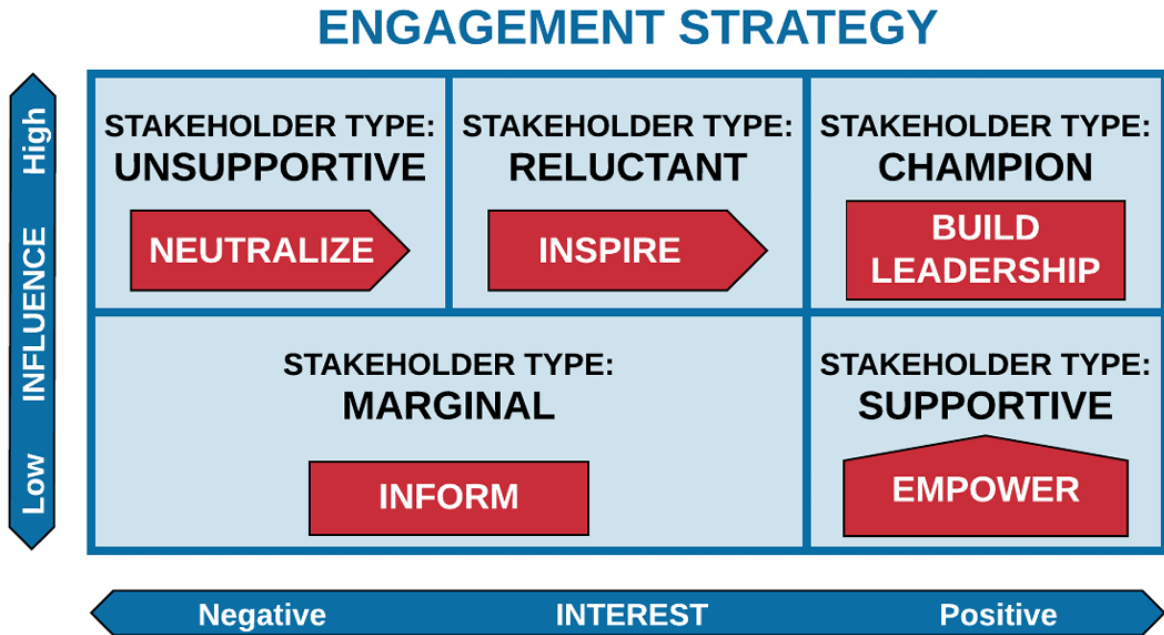 ENGAGEMENT STRATEGY
High
INFLUENCE
Low
STAKEHOLDER TYPE:
UNSUPPORTIVE
NEUTRALIZE
STAKEHOLDER TYPE:
RELUCTANT
INSPIRE
STAKEHOLDER TYPE:
CHAMPION
BUILD
LEADERSHIP
STAKEHOLDER TYPE:
MARGINAL
INFORM
STAKEHOLDER TYPE:
SUPPORTIVE
EMPOWER
Negative INTEREST Positive